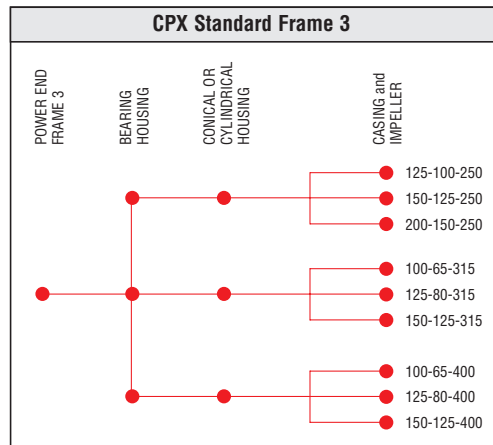 CPX Standard Frame 3
POWER END
FRAME 3
BEARING
HOUSING
CONICAL OR
CYLINDRICAL
HOUSING
CASING and
IMPELLER
125-100-250
150-125-250
200-150-250
100-65-315
125-80-315
150-125-315
100-65-400
125-80-400
150-125-400